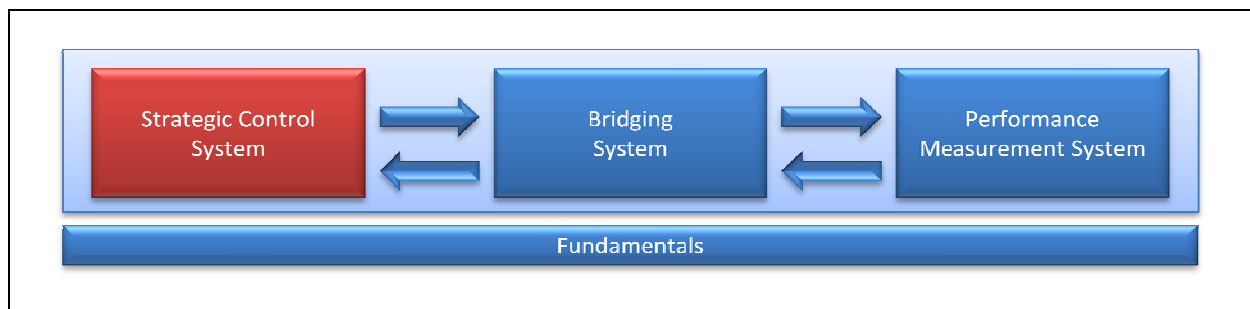 Strategic Control
System
Bridging
System
Performance
Measurement System
Fundamentals